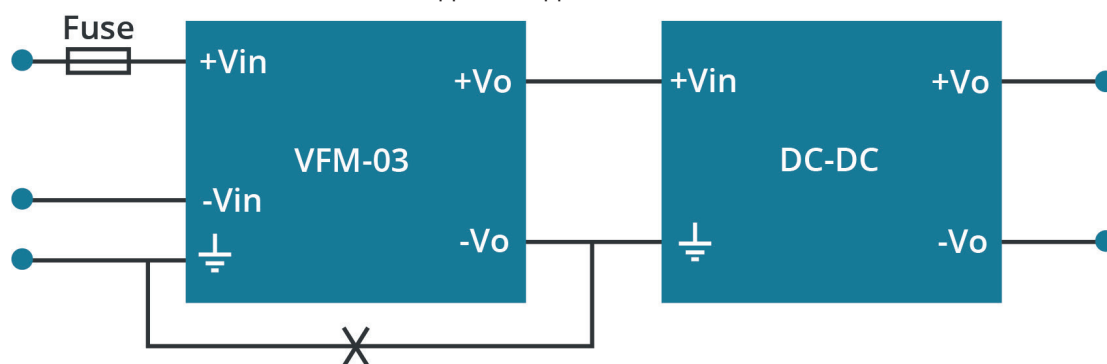 Fuse
+Vin
+Vo
+Vin
+Vo
VFM-03
DC-DC
-Vin
-Vo
-Vo